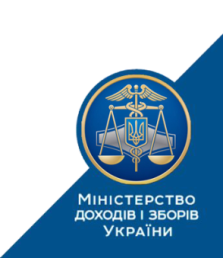 Міністерство
доходів і зборів
України